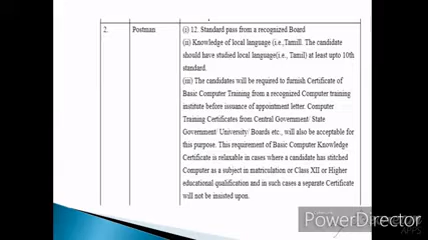 2. Postman (i) 12. Standard pass from a recognized Board
(ii) Knowledge of local language (i.e.,Tamill. The candidate
should have studied local language(i.e., Tamil) at least upto 10th
standard.
(iii) The candidates will be required to furnish Certificate of
Basic Computer Training from a recognized Computer training
institute before issuance of appointment letter. Computer
Training Certificates from Central Government/ State
Government/ University/ Boards etc., will also be acceptable for
this purpose. This requirement of Basic Computer Knowledge
Certificate is relaxable in cases where a candidate has stitched
Computer as a subject in matriculation or Class XII or Higher
educational qualification and in such cases a separate Certificate
will not be insisted upon.
PowerDirector